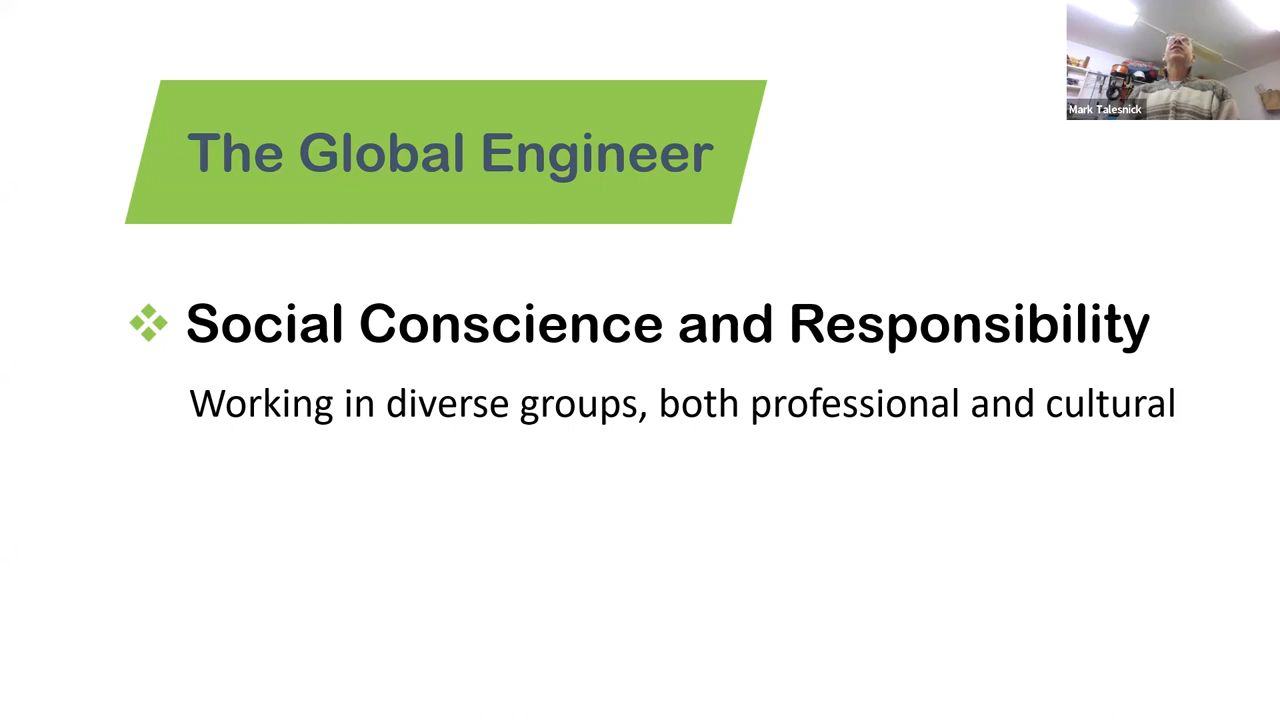 Mark Talesnick
The Global Engineer
Social Conscience and Responsibility
Working in diverse groups, both professional and cultural